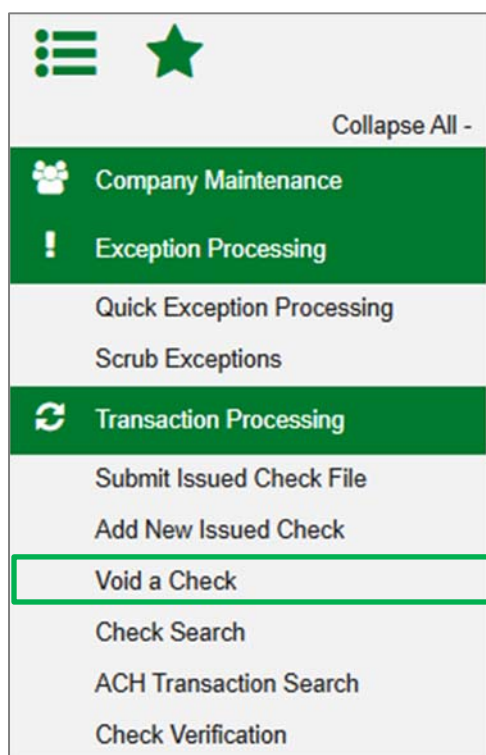 Collapse All -
Company Maintenance
Exception Processing
Quick Exception Processing
Scrub Exceptions
Transaction Processing
Submit Issued Check File
Add New Issued Check
Void a Check
Check Search
ACH Transaction Search
Check Verification